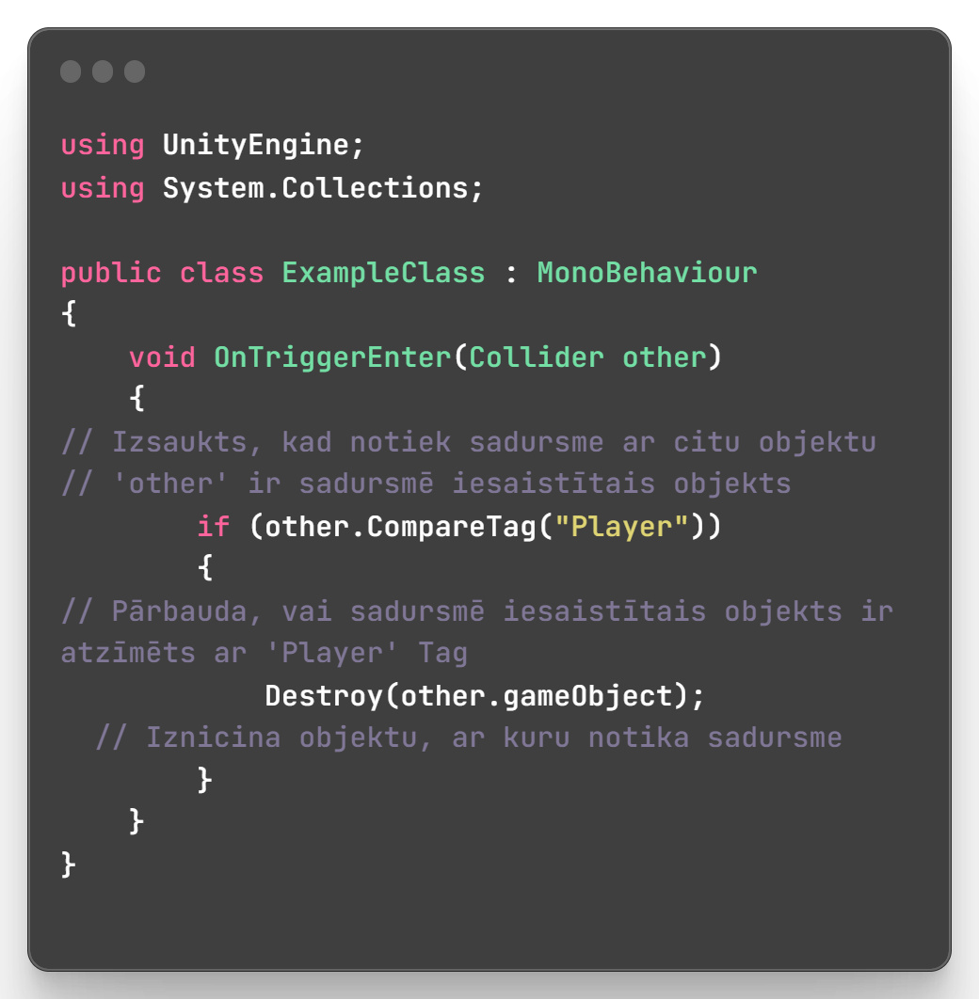 using UnityEngine;
using System.Collections;

public class ExampleClass : MonoBehaviour
{
    void OnTriggerEnter(Collider other)
    {
// Izsaukts, kad notiek sadursme ar citu objektu
// 'other' ir sadursmē iesaistītais objekts
        if (other.CompareTag("Player"))
        {
// Pārbauda, vai sadursmē iesaistītais objekts ir
atzīmēts ar 'Player' Tag
            Destroy(other.gameObject);
  // Iznicina objektu, ar kuru notika sadursme
        }
    }
}